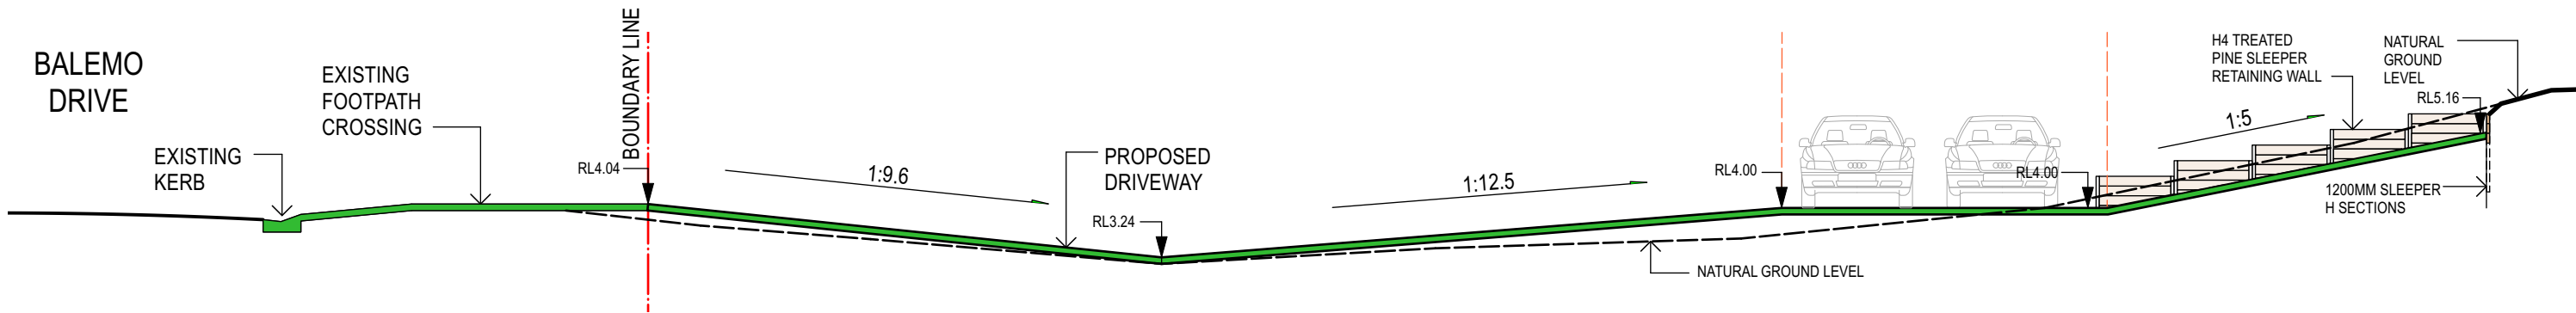 BALEMO
DRIVE
EXISTING
KERB
EXISTING
FOOTPATH
CROSSING
BOUNDARY LINE
RL4.04
1:9.6
RL3.24
PROPOSED
DRIVEWAY
1:12.5
NATURAL GROUND LEVEL
RL4.00
RL4.00
1:5
H4 TREATED
PINE SLEEPER
RETAINING WALL
NATURAL
GROUND
LEVEL
RL5.16
1200MM SLEEPER
H SECTIONS